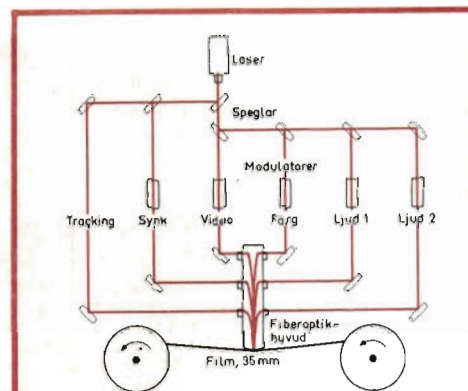 Laser
Speglar
Modulatorer
Tracking Synk Video Färg Ljud 1 Ljud 2
Fiberoptik-
huvud
Film, 35 mm